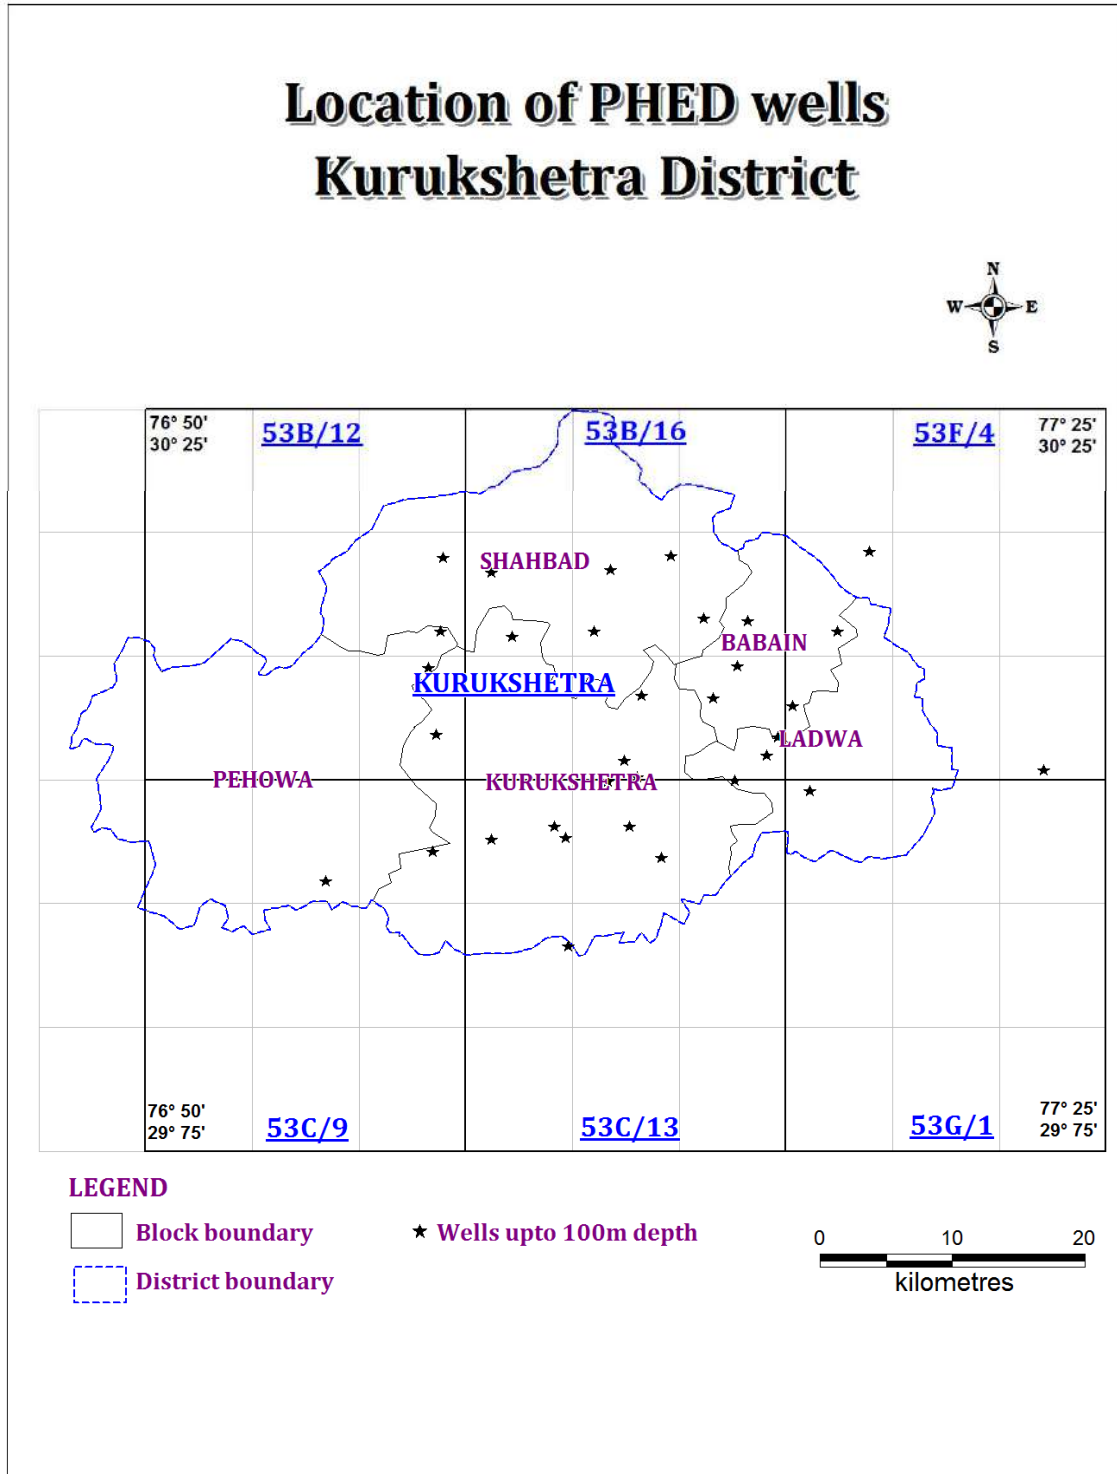 Location of PHED wells
Kurukshetra District
N
W E
S
76° 50'
30° 25'
53B/12
53B/16
53F/4
77° 25'
30° 25'
SHAHBAD
BABAIN
KURUKSHETRA
LADWA
PEHOWA
KURUKSHETRA
76° 50'
29° 75'
53C/9
53C/13
53G/1
77° 25'
29° 75'
LEGEND
Block boundary
Wells upto 100m depth
District boundary
0 10 20
kilometres